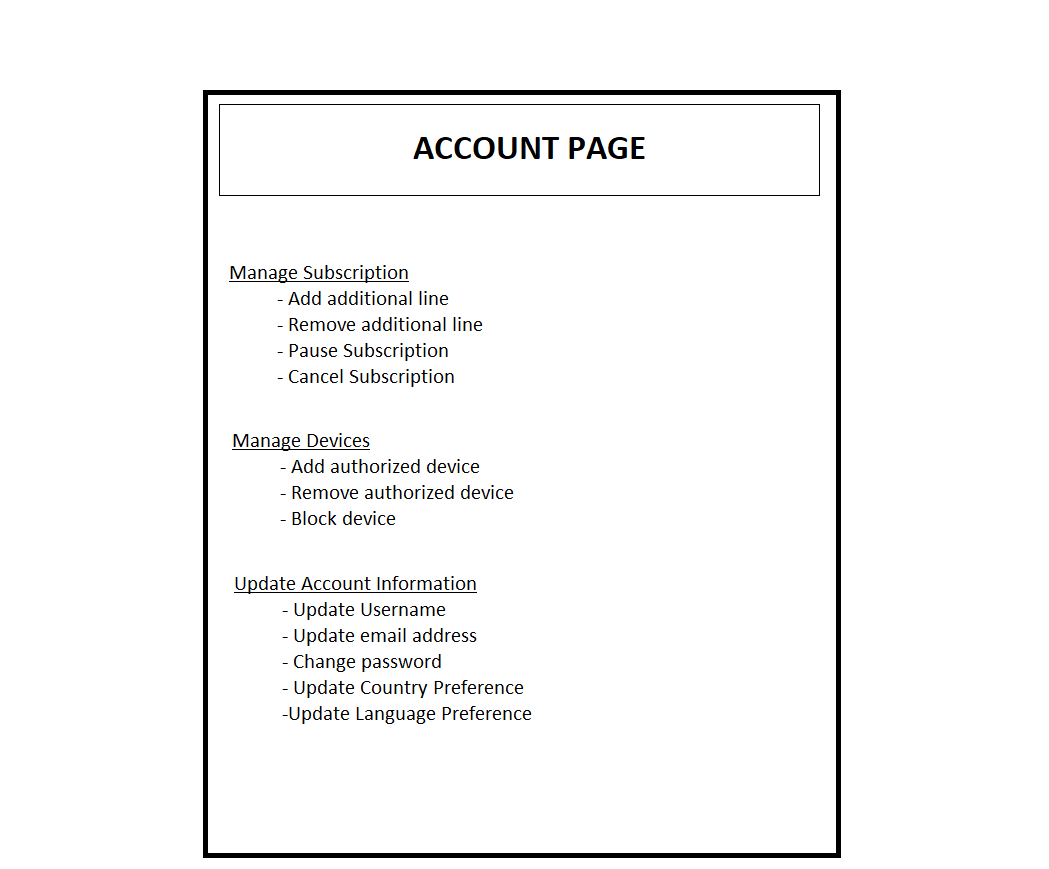 ACCOUNT PAGE
Manage Subscription
- Add additional line
- Remove additional line
- Pause Subscription
- Cancel Subscription
Manage Devices
- Add authorized device
- Remove authorized device
- Block device
Update Account Information
- Update Username
- Update email address
- Change password
- Update Country Preference
-Update Language Preference